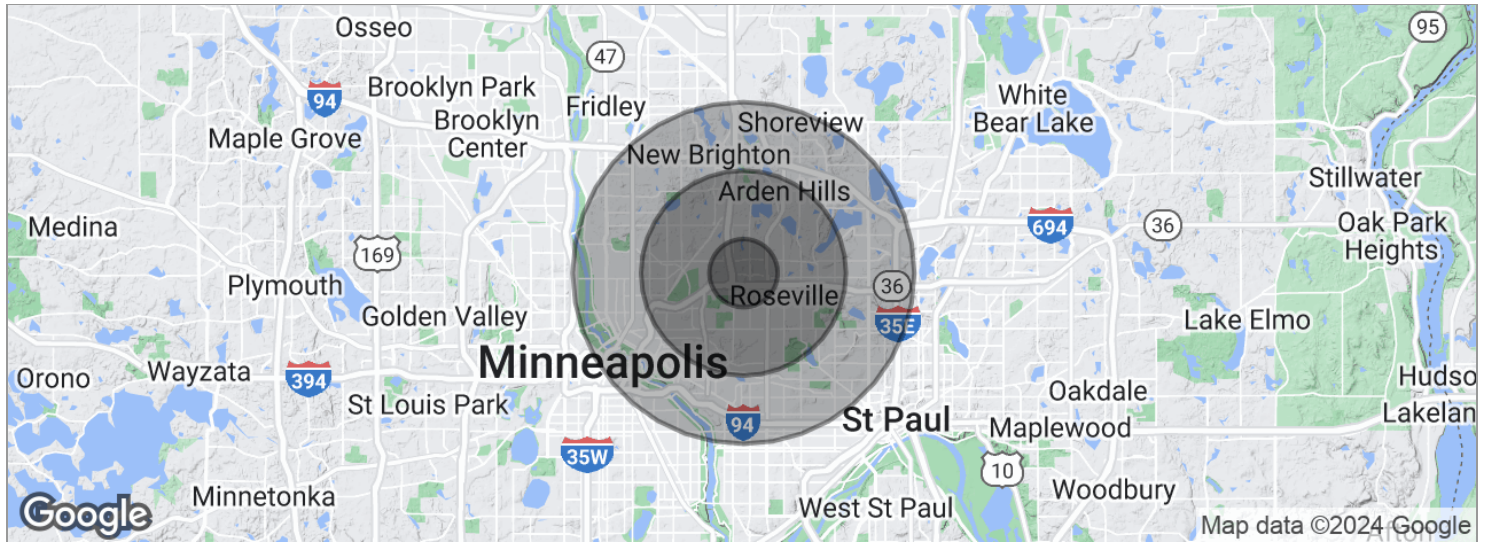 Osseo
95
47
94
Brooklyn Park
Fridley
White
Bear Lake
Brooklyn
Center
Shoreview
Maple Grove
New Brighton
Arden Hills
Stillwater
Medina
694
36
Oak Park
Heights
169
Plymouth
36
Roseville
Golden Valley
35E
Lake Elmo
Minneapolis
Wayzata
Orono
394
Hudso
Oakdale
St Louis Park
Lakelan
94
St Paul
Maplewood
35W
10
Minnetonka
Woodbury
West St Paul
Google
Map data ©2024 Google
Afton